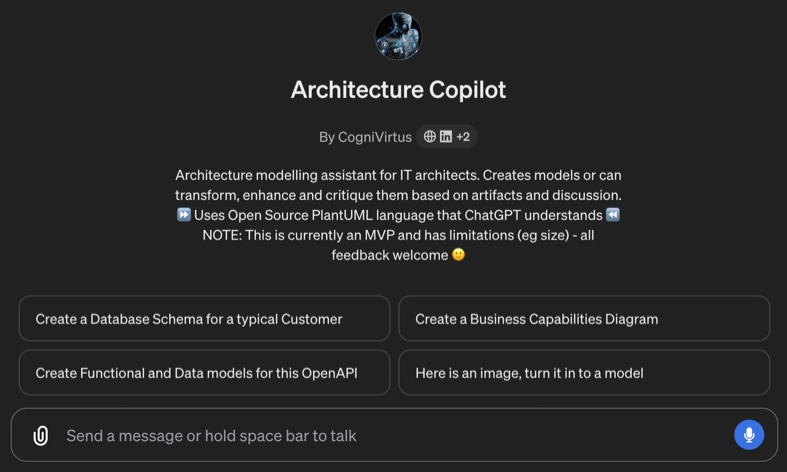 Architecture Copilot
By CogniVirtus
in +2
Architecture modelling assistant for IT architects. Creates models or can
transform, enhance and critique them based on artifacts and discussion.
⏩ Uses Open Source PlantUML language that ChatGPT understands ⏪
NOTE: This is currently an MVP and has limitations (eg size) - all
feedback welcome 🙂
Create a Database Schema for a typical Customer
Create a Business Capabilities Diagram
Create Functional and Data models for this OpenAPI
Here is an image, turn it in to a model
Send a message or hold space bar to talk